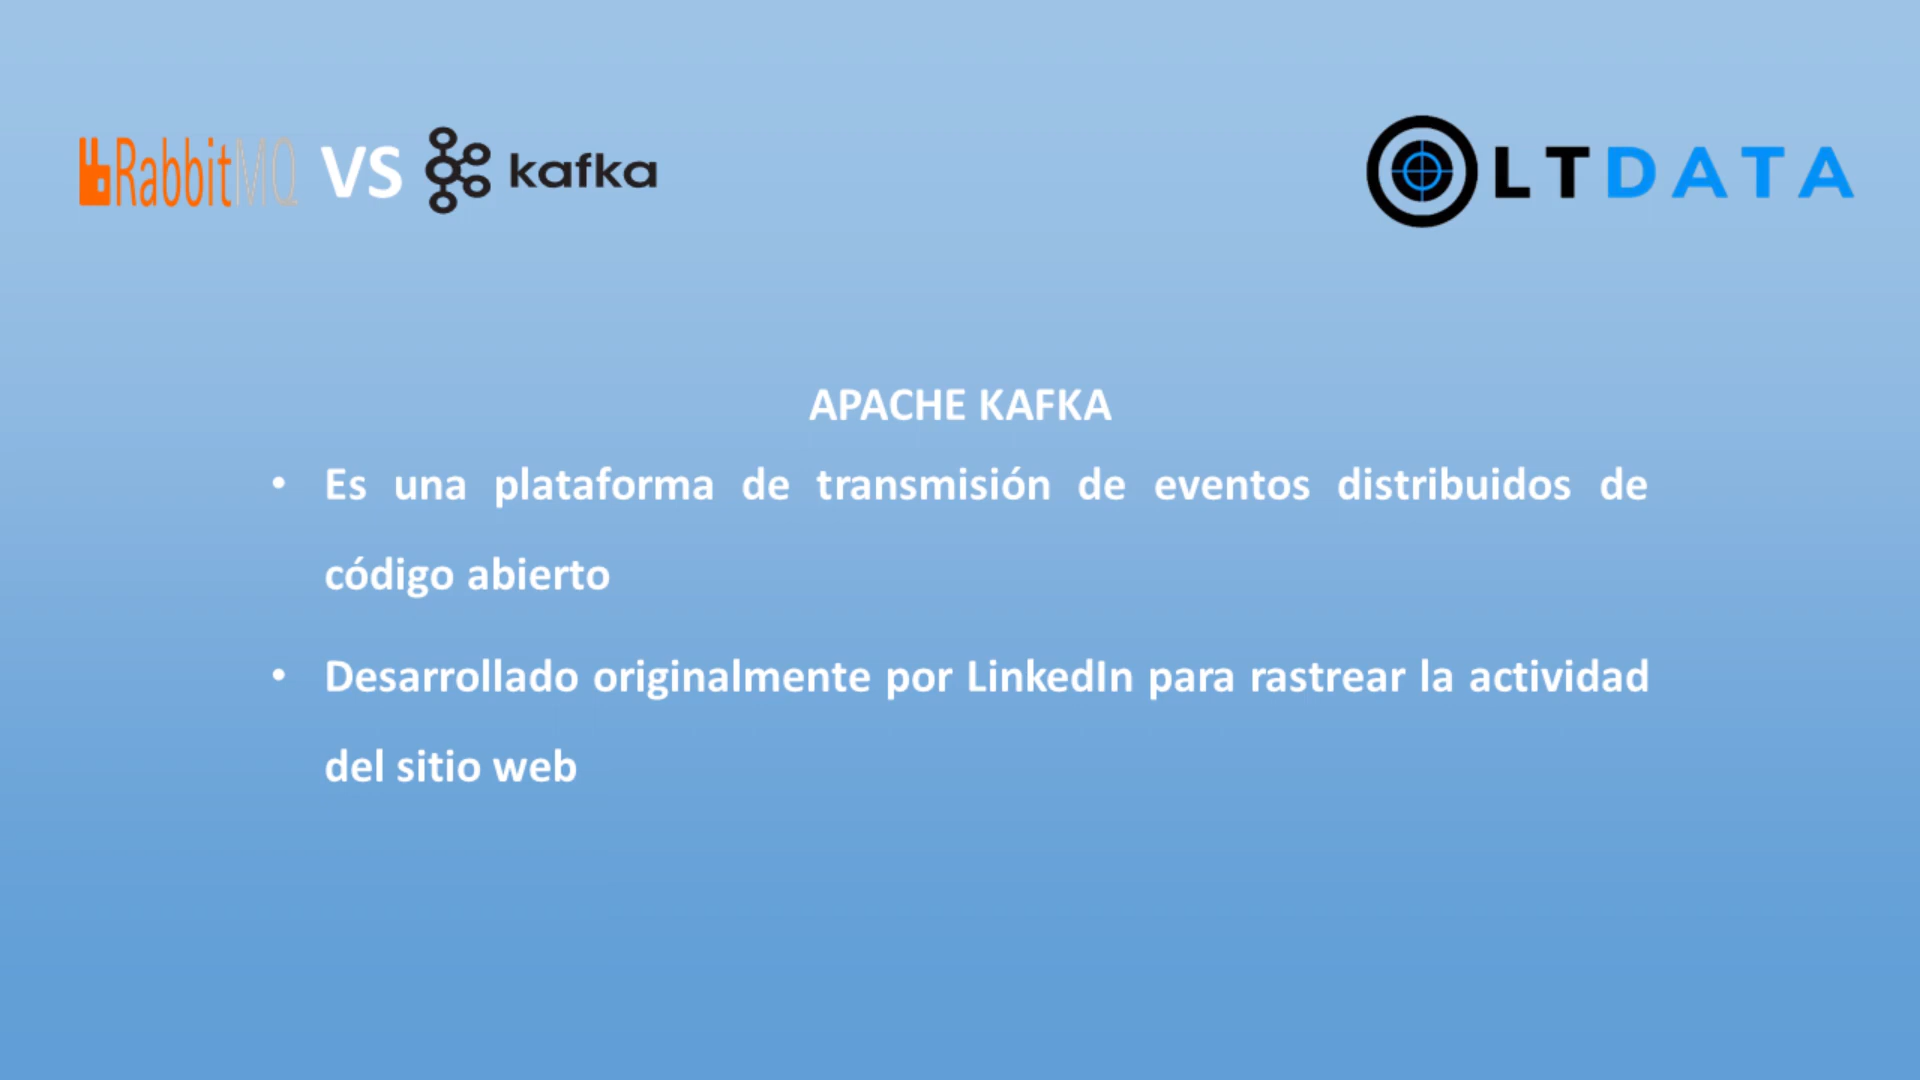 RabbitMQ VS kafka
LTDATA
APACHE KAFKA
• Es una plataforma de transmisión de eventos distribuidos de
código abierto
• Desarrollado originalmente por LinkedIn para rastrear la actividad
del sitio web